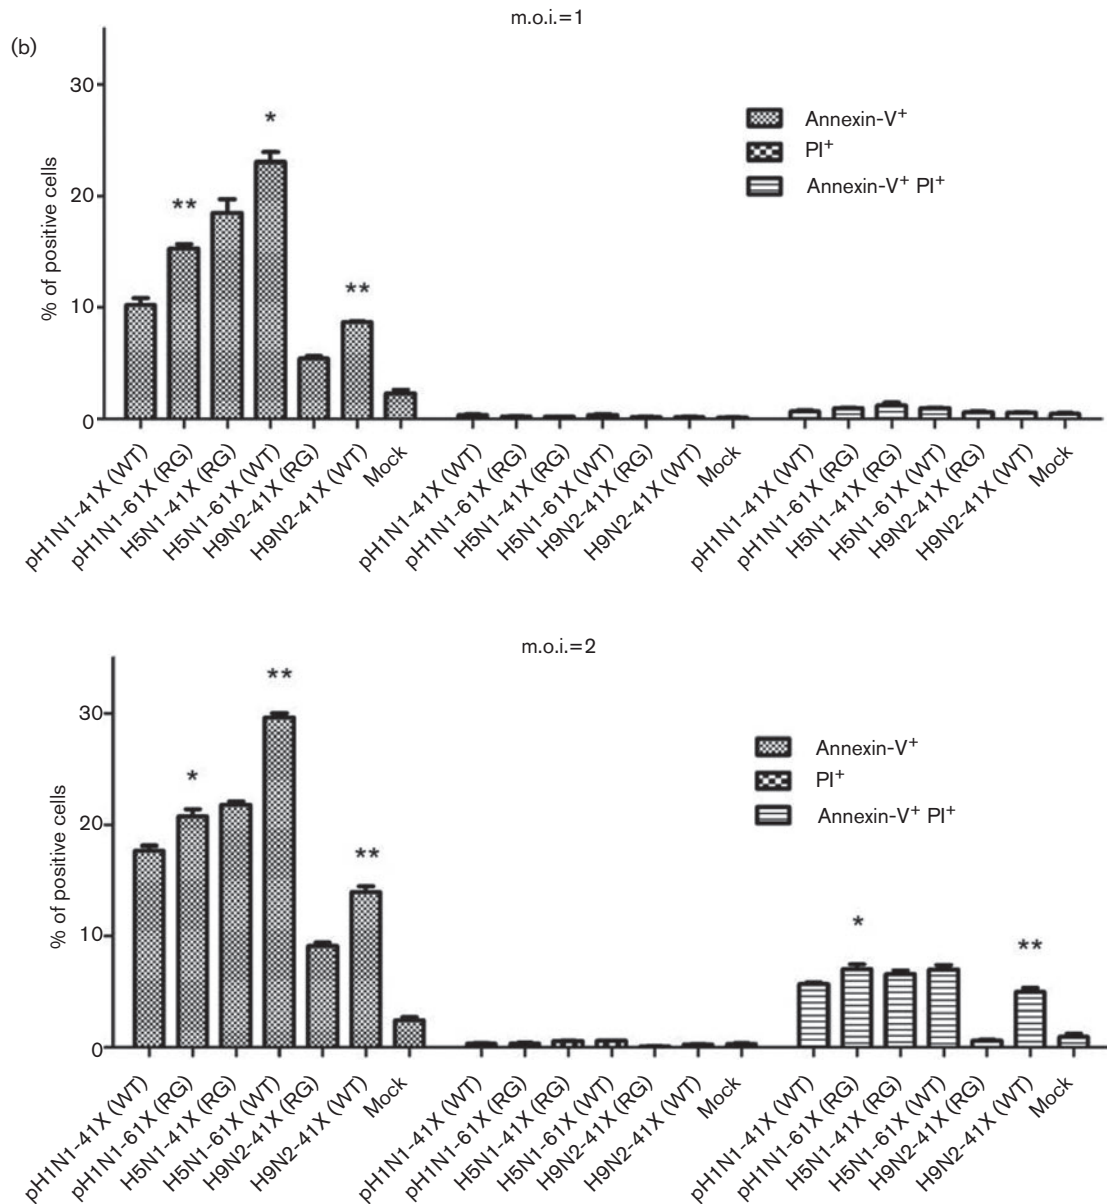 m.o.i.=1
(b)
% of positive cells
30
20
10
0
*
**
**
Annexin-V+
PI+
Annexin-V+ PI+
pH1N1-41X (WT)
pH1N1-61X (RG)
H5N1-41X (RG)
H5N1-61X (WT)
H9N2-41X (RG)
H9N2-41X (WT)
Mock
pH1N1-41X (WT)
pH1N1-61X (RG)
H5N1-41X (RG)
H5N1-61X (WT)
H9N2-41X (RG)
H9N2-41X (WT)
Mock
pH1N1-41X (WT)
pH1N1-61X (RG)
H5N1-41X (RG)
H5N1-61X (WT)
H9N2-41X (RG)
H9N2-41X (WT)
Mock
m.o.i.=2
% of positive cells
30
20
10
0
**
*
**
*
**
Annexin-V+
PI+
Annexin-V+ PI+
pH1N1-41X (WT)
pH1N1-61X (RG)
H5N1-41X (RG)
H5N1-61X (WT)
H9N2-41X (RG)
H9N2-41X (WT)
Mock
pH1N1-41X (WT)
pH1N1-61X (RG)
H5N1-41X (RG)
H5N1-61X (WT)
H9N2-41X (RG)
H9N2-41X (WT)
Mock
pH1N1-41X (WT)
pH1N1-61X (RG)
H5N1-41X (RG)
H5N1-61X (WT)
H9N2-41X (RG)
H9N2-41X (WT)
Mock